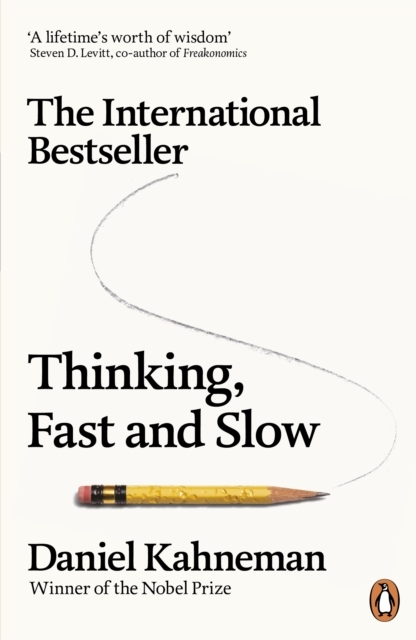 ‘A lifetime’s worth of wisdom’
Steven D. Levitt, co-author of Freakonomics
The International
Bestseller
Thinking,
Fast and Slow
Daniel Kahneman
Winner of the Nobel Prize